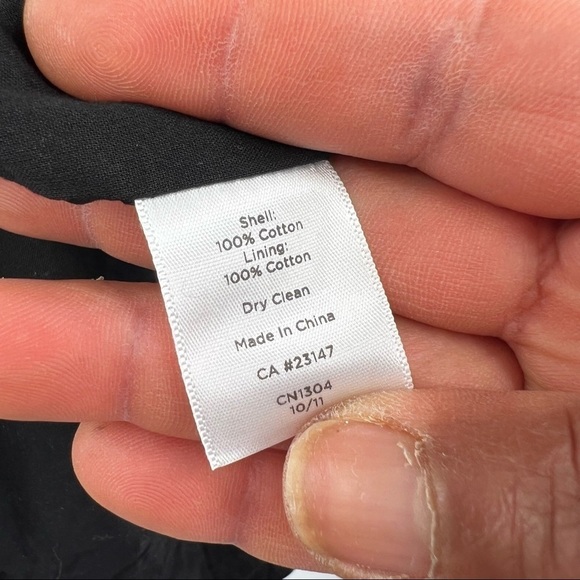 Shell:
100% Cotton
Lining:
100% Cotton
Dry Clean
Made In China
CA #23147
CN1304
10/11